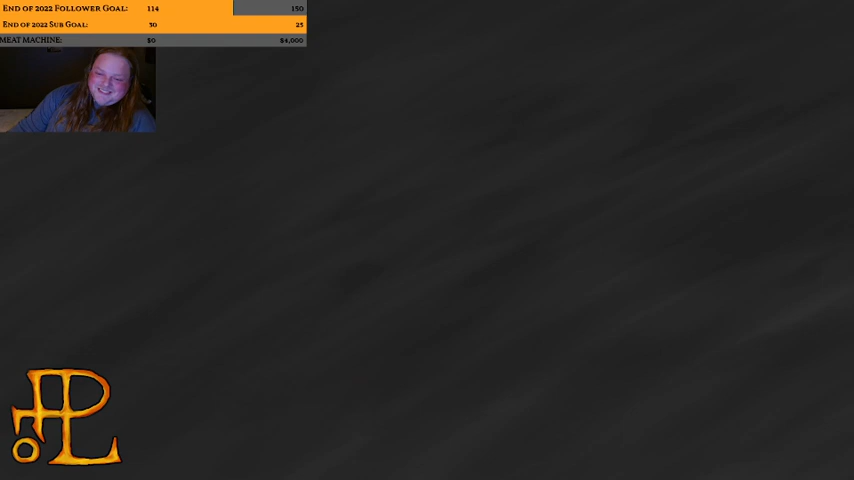 End of 2022 Follower Goal: 114 150
End of 2022 Sub Goal: 30 25
MEAT MACHINE: $0 $4,000